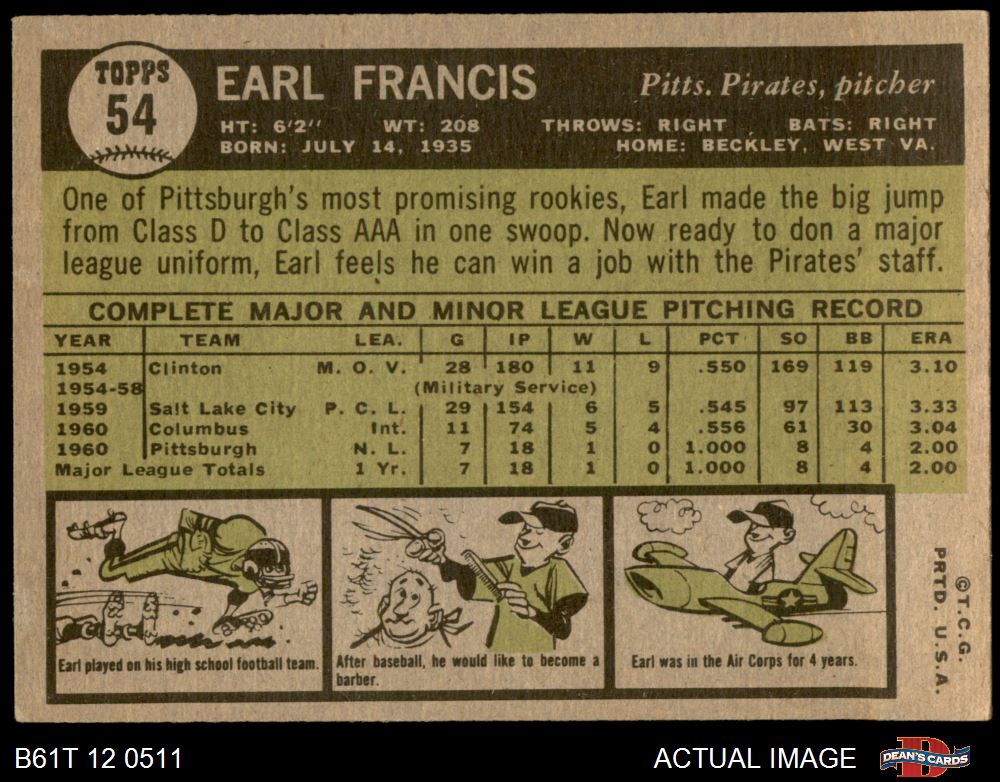 TOPPS
54
EARL FRANCIS
Pitts. Pirates, pitcher
HT: 6'2" WT: 208 THROWS: RIGHT BATS: RIGHT
BORN: JULY 14, 1935 HOME: BECKLEY, WEST VA.
One of Pittsburgh's most promising rookies, Earl made the big jump
from Class D to Class AAA in one swoop. Now ready to don a major
league uniform, Earl feels he can win a job with the Pirates' staff.
COMPLETE MAJOR AND MINOR LEAGUE PITCHING RECORD
YEAR TEAM LEA. G IP W L PCT SO BB ERA
1954 Clinton M. O. V. 28 180 11 9 .550 169 119 3.10
1954-58 (Military Service)
1959 Salt Lake City P. C. L. 29 154 6 5 .545 97 113 3.33
1960 Columbus Int. 11 74 5 4 .556 61 30 3.04
1960 Pittsburgh N. L. 7 18 1 0 1.000 8 4 2.00
Major League Totals 1 Yr. 7 18 1 0 1.000 8 4 2.00
Earl played on his high school football team.
After baseball, he would like to become a
barber.
Earl was in the Air Corps for 4 years.
©T.C.G.
PRTD. U.S.A.
B61T 12 0511
ACTUAL IMAGE
DEAN'S CARDS